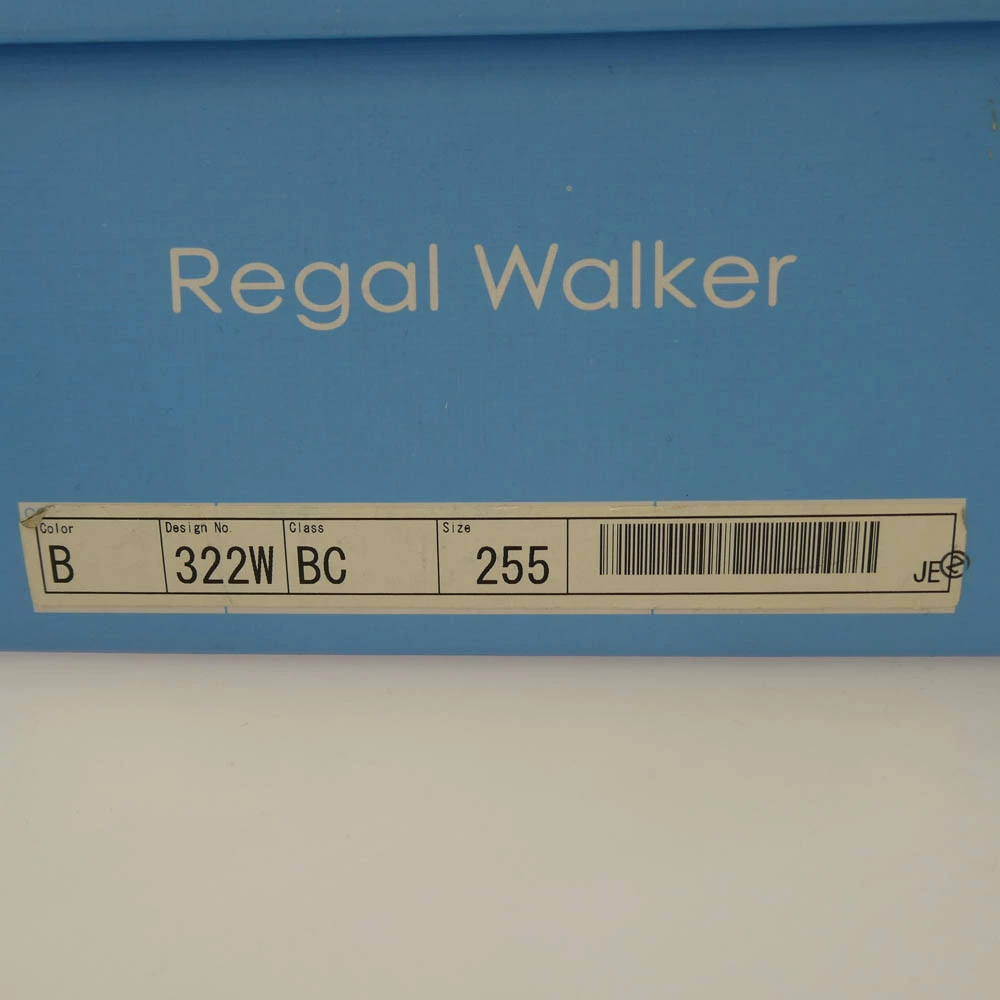 Regal Walker
Color Design No. Class Size
B 322W BC 255
JE